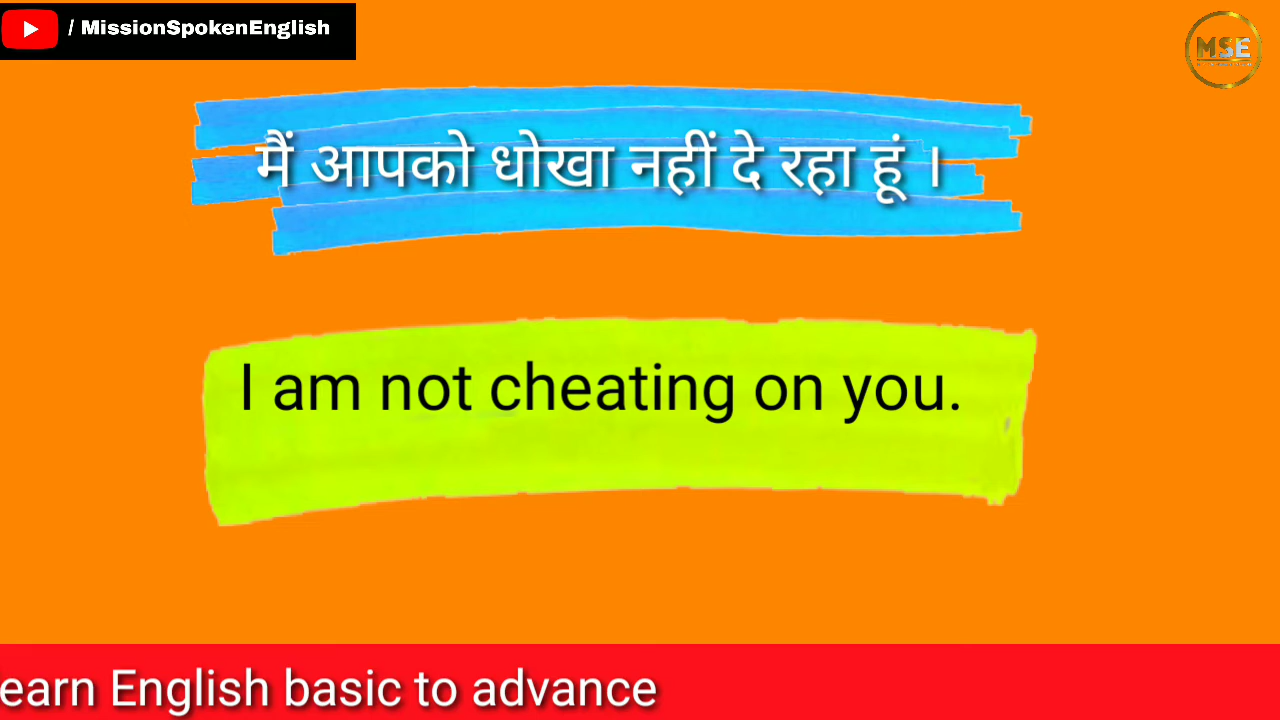 / MissionSpokenEnglish
MSE
मैं आपको धोखा नहीं दे रहा हूं ।
I am not cheating on you.
earn English basic to advance